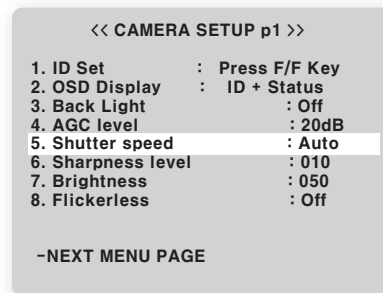 << CAMERA SETUP p1 >>
1. ID Set : Press F/F Key
2. OSD Display : ID + Status
3. Back Light : Off
4. AGC level : 20dB
5. Shutter speed : Auto
6. Sharpness level : 010
7. Brightness : 050
8. Flickerless : Off
-NEXT MENU PAGE